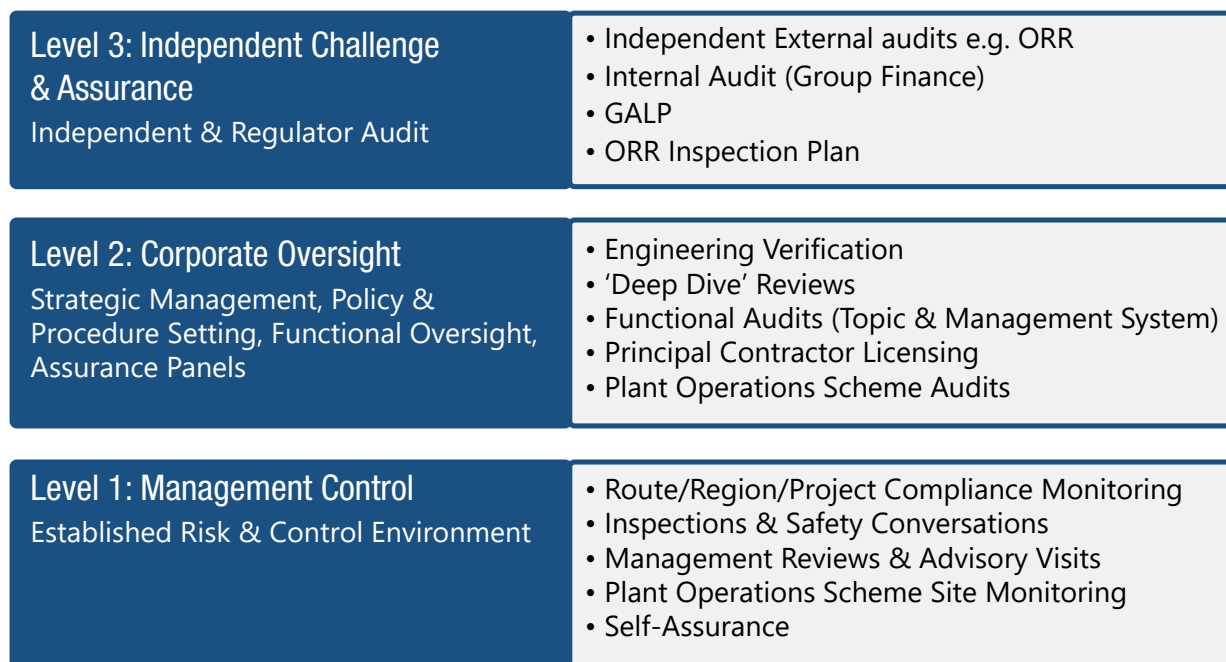 Level 3: Independent Challenge
& Assurance
Independent & Regulator Audit
• Independent External audits e.g. ORR
• Internal Audit (Group Finance)
• GALP
• ORR Inspection Plan
Level 2: Corporate Oversight
Strategic Management, Policy &
Procedure Setting, Functional Oversight,
Assurance Panels
• Engineering Verification
• ‘Deep Dive’ Reviews
• Functional Audits (Topic & Management System)
• Principal Contractor Licensing
• Plant Operations Scheme Audits
Level 1: Management Control
Established Risk & Control Environment
• Route/Region/Project Compliance Monitoring
• Inspections & Safety Conversations
• Management Reviews & Advisory Visits
• Plant Operations Scheme Site Monitoring
• Self-Assurance